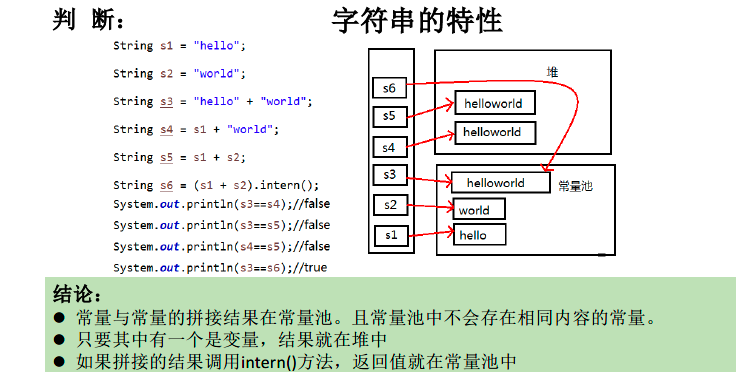 判 断：
字符串的特性
String s1 = "hello";
String s2 = "world";
String s3 = "hello" + "world";
String s4 = s1 + "world";
String s5 = s1 + s2;
String s6 = (s1 + s2).intern();
System.out.println(s3==s4);//false
System.out.println(s3==s5);//false
System.out.println(s4==s5);//false
System.out.println(s3==s6);//true
堆
s6
s5
helloworld
s4
helloworld
s3
helloworld
常量池
s2
world
s1
hello
结论：
● 常量与常量的拼接结果在常量池。且常量池中不会存在相同内容的常量。
● 只要其中有一个是变量，结果就在堆中
● 如果拼接的结果调用intern()方法，返回值就在常量池中